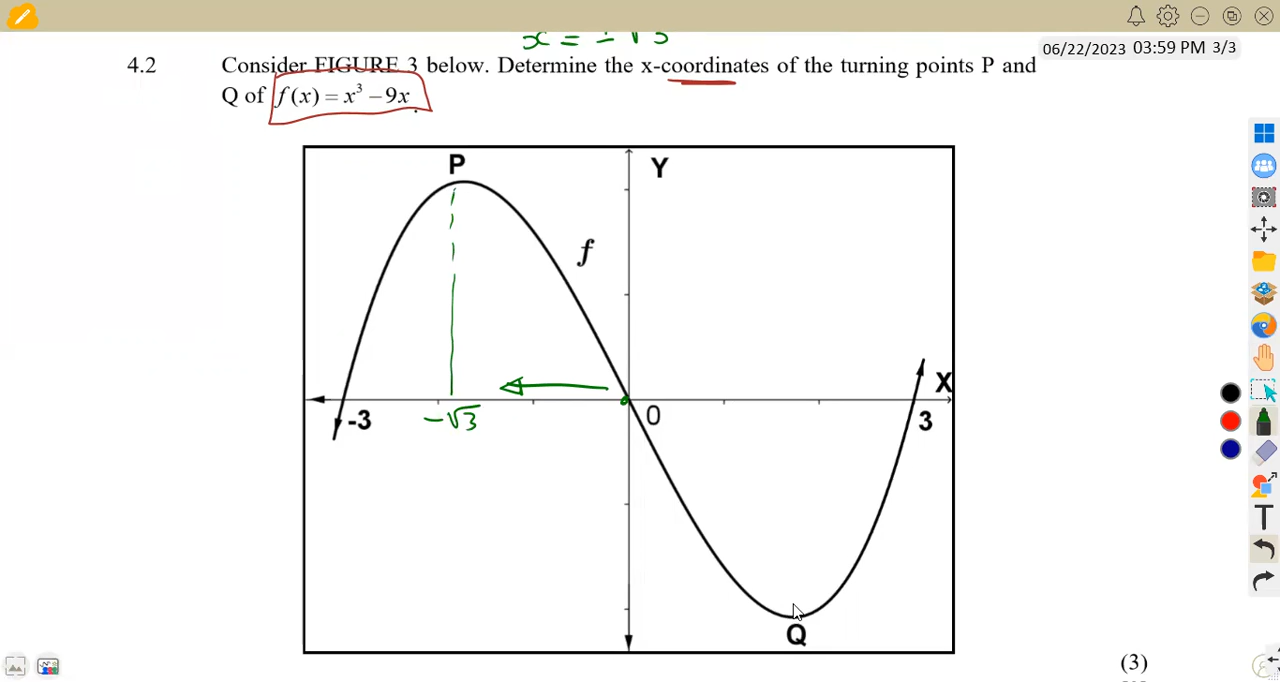 x = ± √3
06/22/2023 03:59 PM 3/3
4.2 Consider FIGURE 3 below. Determine the x-coordinates of the turning points P and
Q of f(x) = x³ − 9x
P
Y
f
X
-3
−√3
0
3
Q
(3)
T